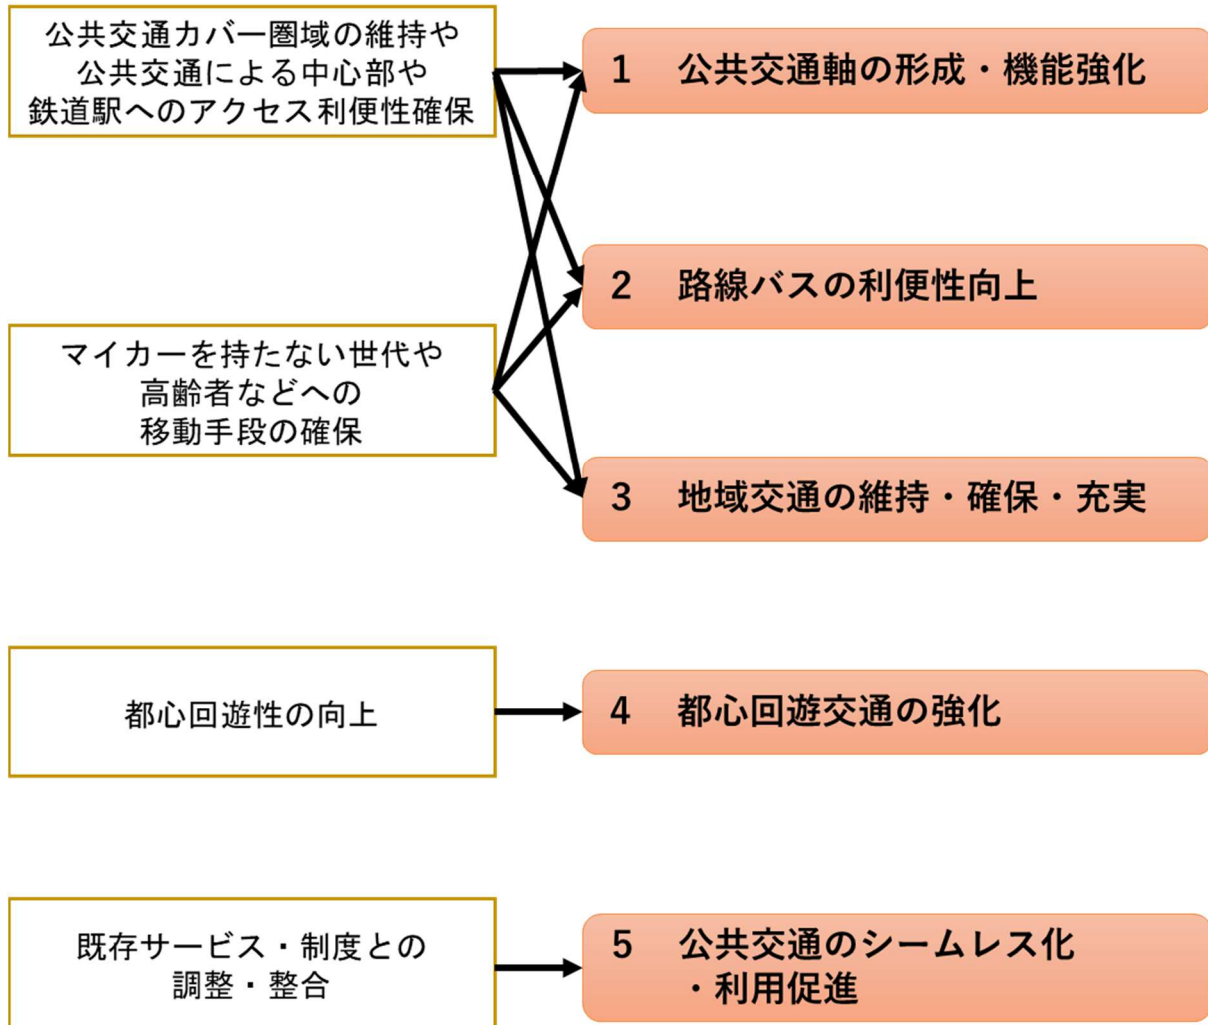 公共交通カバー圏域の維持や
公共交通による中心部や
鉄道駅へのアクセス利便性確保
1 公共交通軸の形成・機能強化
2 路線バスの利便性向上
マイカーを持たない世代や
高齢者などへの
移動手段の確保
3 地域交通の維持・確保・充実
都心回遊性の向上
4 都心回遊交通の強化
既存サービス・制度との
調整・整合
5 公共交通のシームレス化
・利用促進